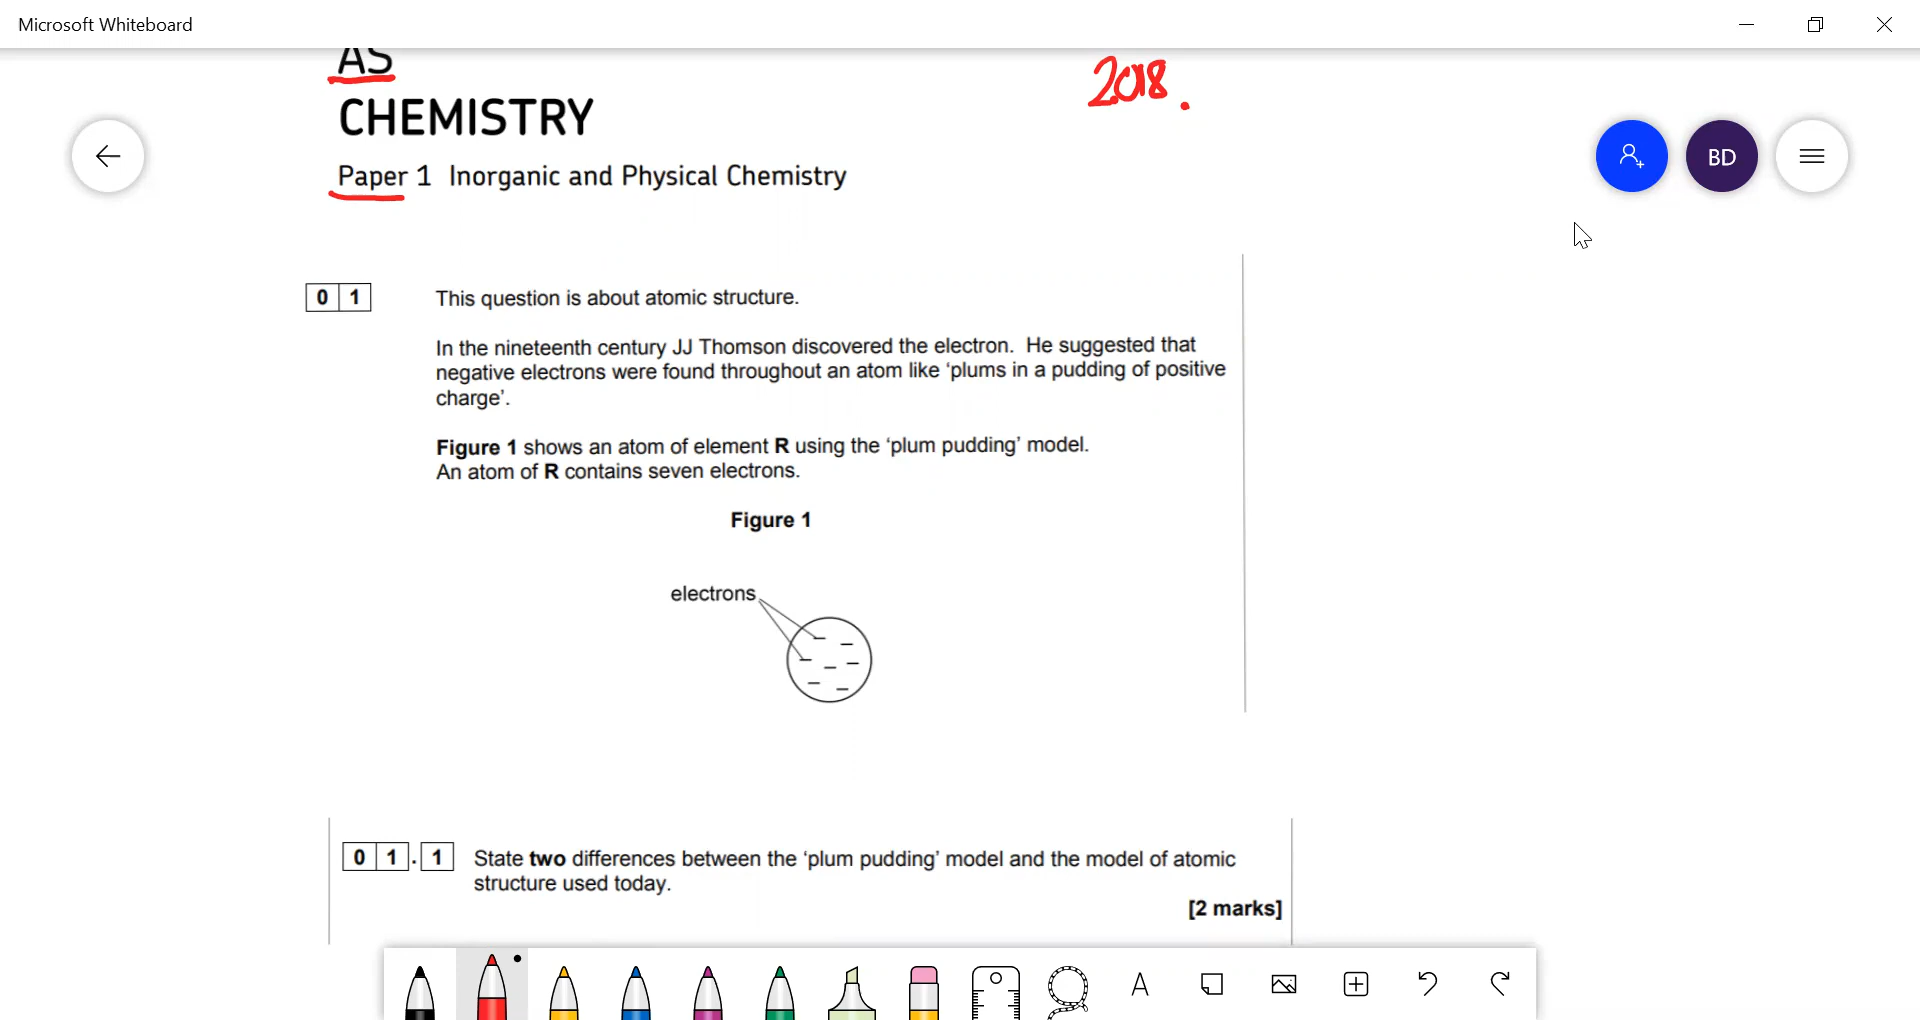 Microsoft Whiteboard
AS
2018.
CHEMISTRY
Paper 1 Inorganic and Physical Chemistry
BD
0 1 This question is about atomic structure.
In the nineteenth century JJ Thomson discovered the electron. He suggested that
negative electrons were found throughout an atom like ‘plums in a pudding of positive
charge’.
Figure 1 shows an atom of element R using the ‘plum pudding’ model.
An atom of R contains seven electrons.
Figure 1
electrons
0 1 . 1 State two differences between the ‘plum pudding’ model and the model of atomic
structure used today.
[2 marks]
A